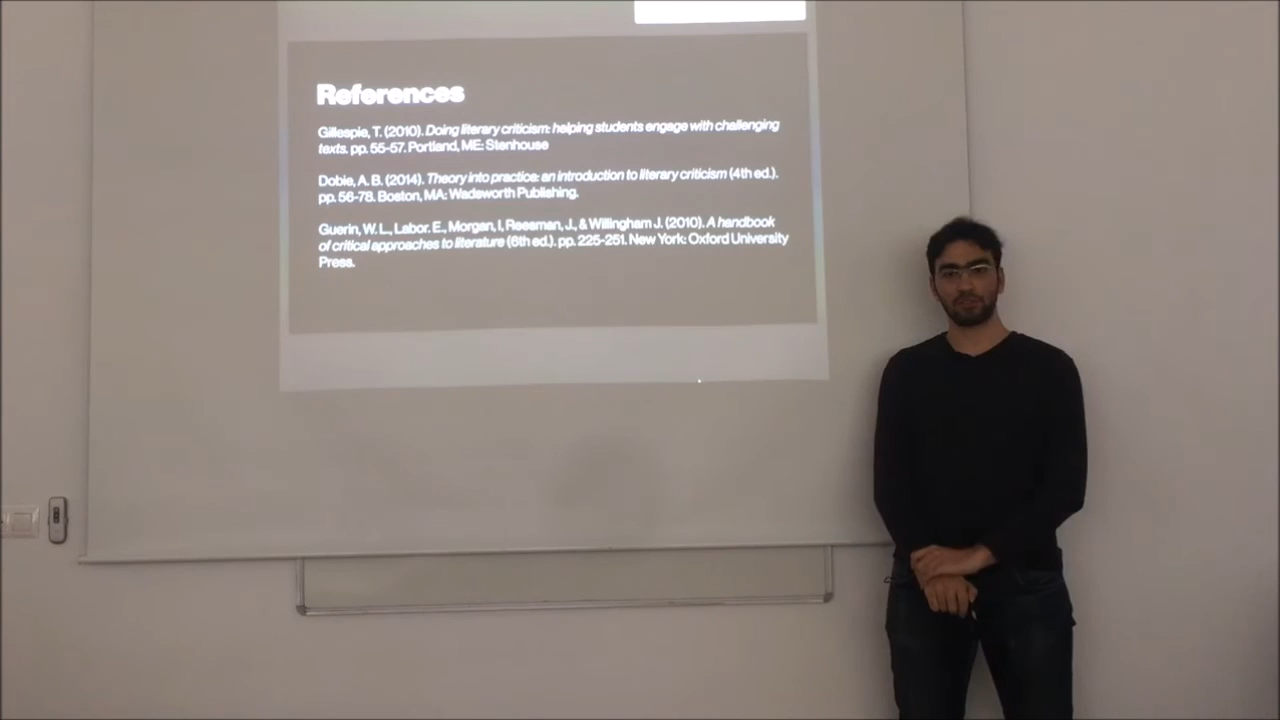 References
Gillespie, T. (2010). Doing literary criticism: helping students engage with challenging
texts. pp. 55-57. Portland, ME: Stenhouse
Dobie, A. B. (2014). Theory into practice: an introduction to literary criticism (4th ed.).
pp. 56-78. Boston, MA: Wadsworth Publishing.
Guerin, W. L., Labor. E., Morgan, I, Reesman, J., & Willingham J. (2010). A handbook
of critical approaches to literature (6th ed.). pp. 225-251. New York: Oxford University
Press.